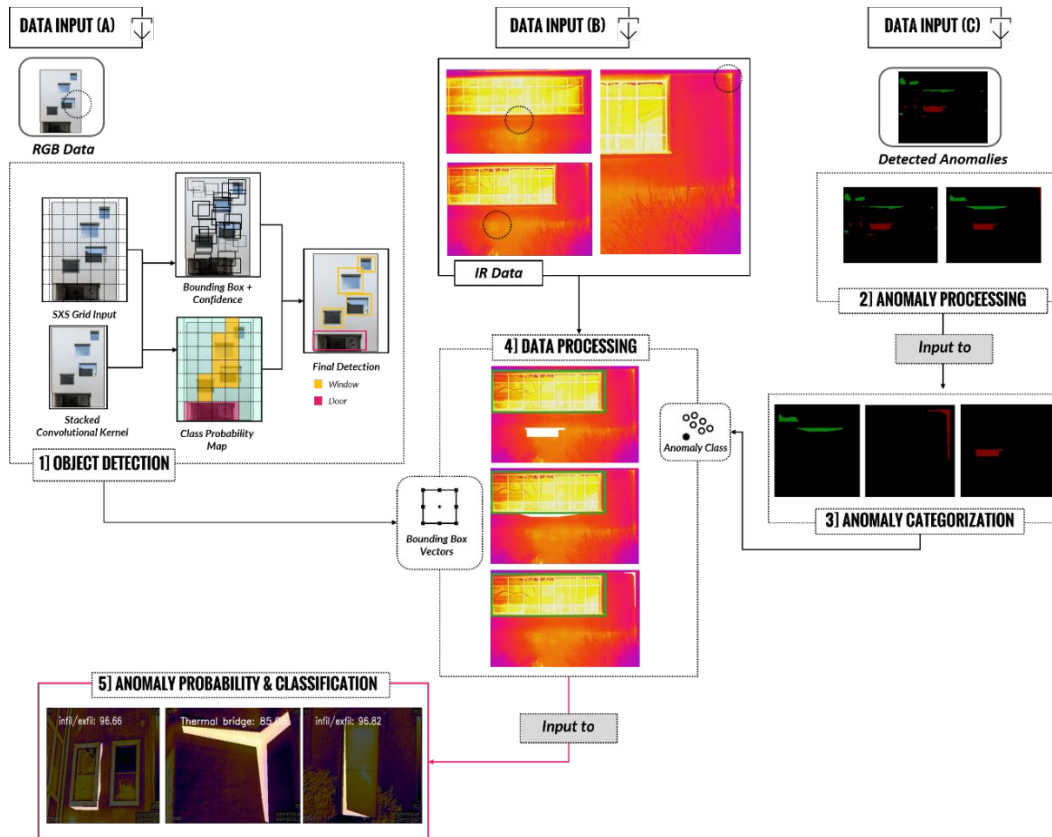 DATA INPUT (A)
DATA INPUT (B)
DATA INPUT (C)
RGB Data
Detected Anomalies
IR Data
SXS Grid Input
Bounding Box +
Confidence
Stacked
Convolutional Kernel
Class Probability
Map
Final Detection
Window
Door
1] OBJECT DETECTION
2] ANOMALY PROCEESSING
Input to
3] ANOMALY CATEGORIZATION
4] DATA PROCESSING
Anomaly Class
Bounding Box
Vectors
5] ANOMALY PROBABILITY & CLASSIFICATION
infil/exfil: 96.66
Thermal bridge:
infil/exfil: 96.82
Input to